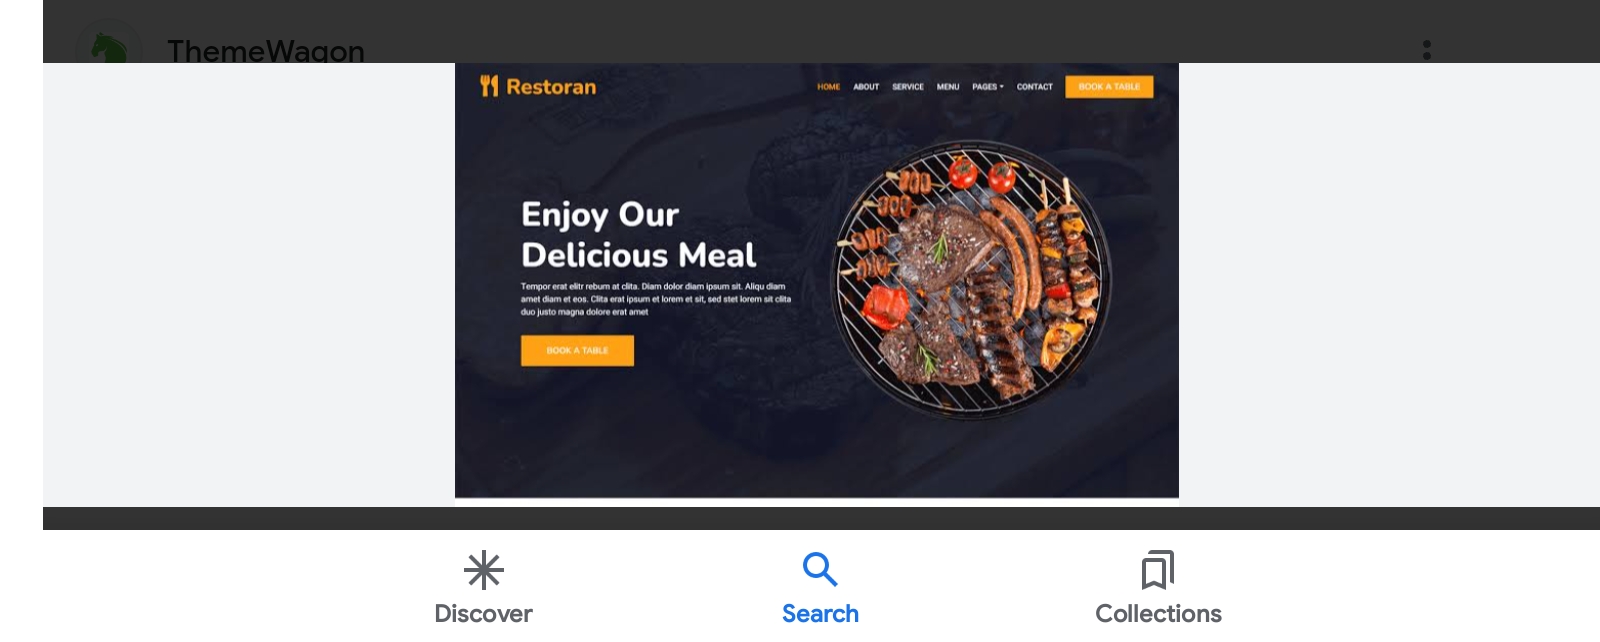 ThemeWagon
Restoran
HOME ABOUT SERVICE MENU PAGES CONTACT BOOK A TABLE
Enjoy Our
Delicious Meal
Tempor erat elitr rebum at clita. Diam dolor diam ipsum sit. Aliqu diam
amet diam et eos. Clita erat ipsum et lorem et sit, sed stet lorem sit clita
duo justo magna dolore erat amet
BOOK A TABLE
Discover Search Collections